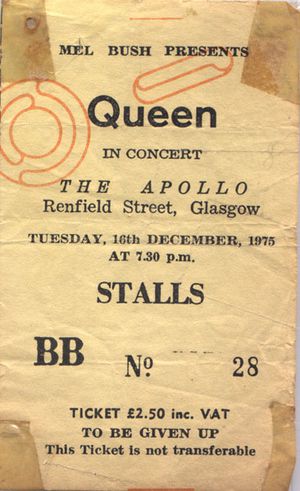 MEL BUSH PRESENTS
Queen
IN CONCERT
THE APOLLO
Renfield Street, Glasgow
TUESDAY, 16th DECEMBER, 1975
AT 7.30 p.m.
STALLS
BB No 28
TICKET £2.50 inc. VAT
TO BE GIVEN UP
This Ticket is not transferable